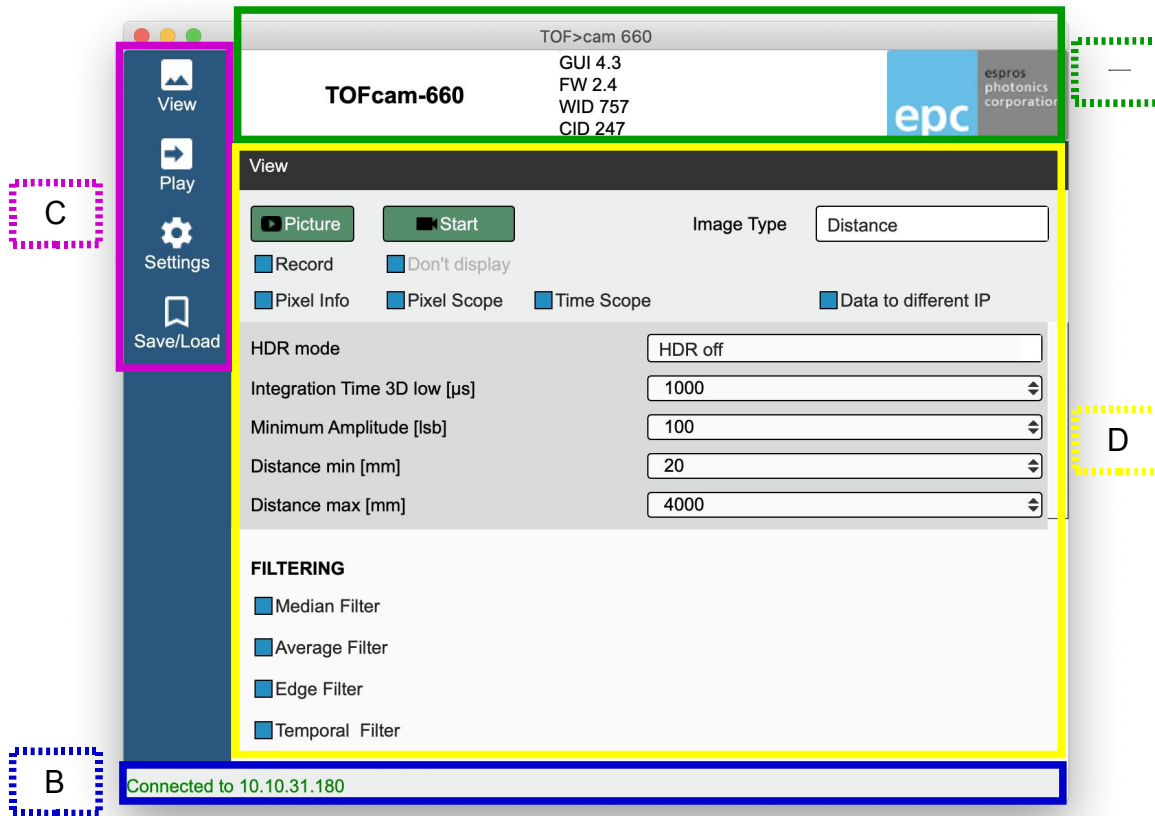 TOF>cam 660
TOFcam-660
GUI 4.3
FW 2.4
WID 757
CID 247
epc
espros
photonics
corporation
View
Play
Settings
Save/Load
C
View
Picture
Start
Image Type
Distance
Record
Don't display
Pixel Info
Pixel Scope
Time Scope
Data to different IP
HDR mode
HDR off
Integration Time 3D low [µs]
1000
Minimum Amplitude [lsb]
100
Distance min [mm]
20
Distance max [mm]
4000
D
FILTERING
Median Filter
Average Filter
Edge Filter
Temporal Filter
B
Connected to 10.10.31.180